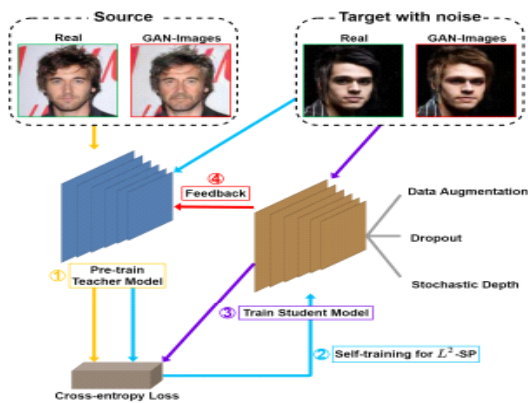 Source
Target with noise
Real
GAN-Images
Real
GAN-Images
④
Feedback
Data Augmentation
Dropout
Stochastic Depth
① Pre-train
Teacher Model
③ Train Student Model
② Self-training for L²-SP
Cross-entropy Loss